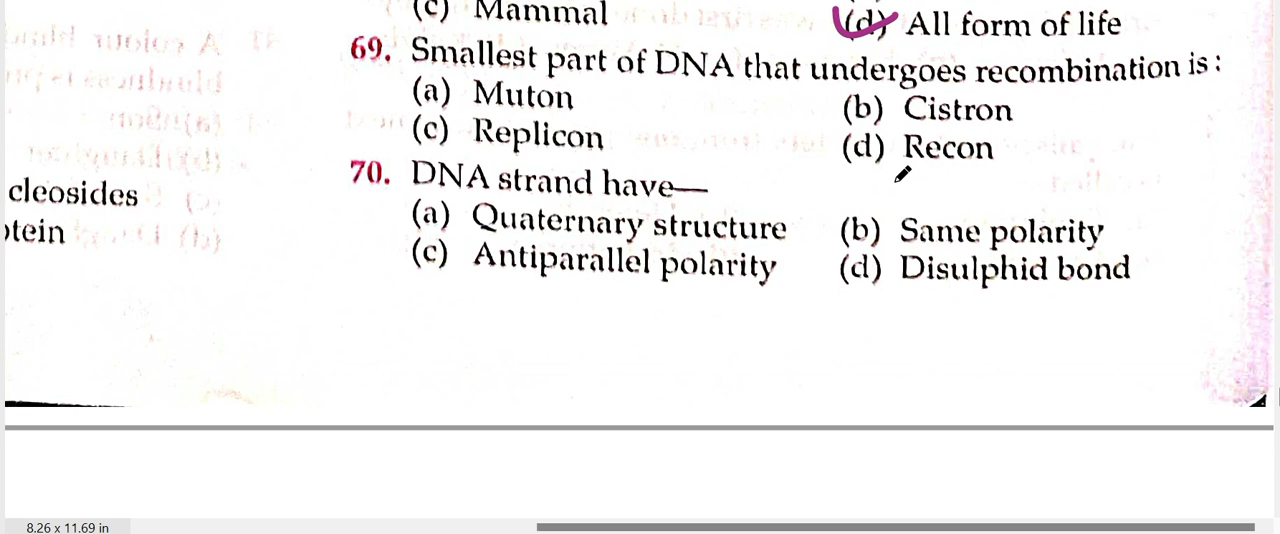 (c) Mammal (d) All form of life
69. Smallest part of DNA that undergoes recombination is:
(a) Muton (b) Cistron
(c) Replicon (d) Recon
70. DNA strand have—
cleosides
(a) Quaternary structure (b) Same polarity
otein
(c) Antiparallel polarity (d) Disulphid bond
8.26 x 11.69 in